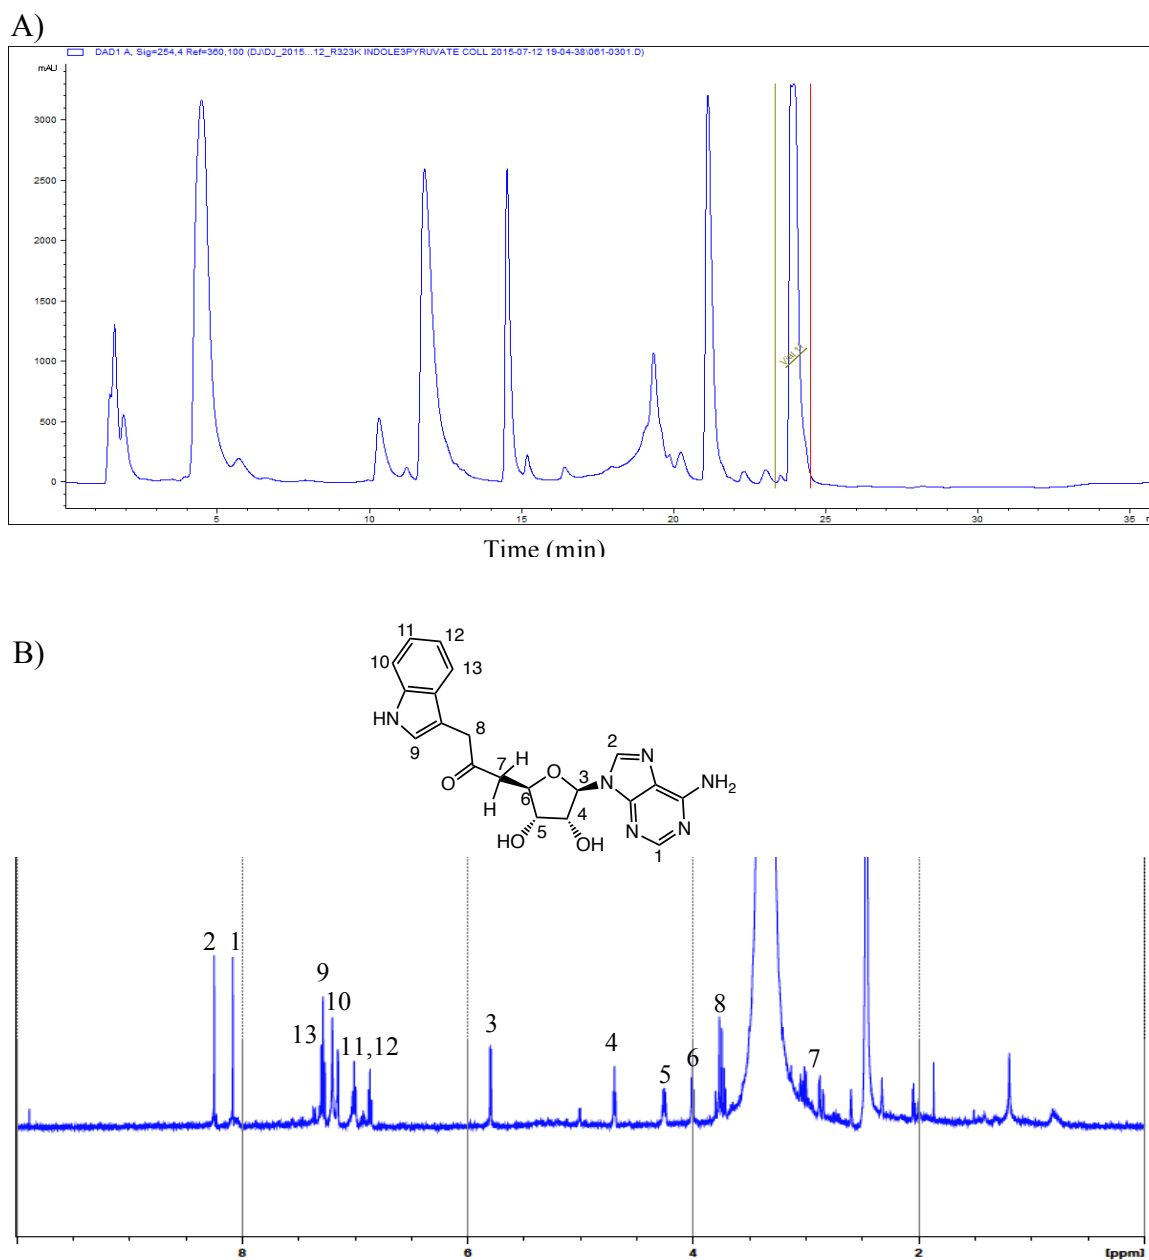 A)
DAD1 A, Sig=254,4 Ref=360,100 (DJ\DJ_2015...12_R323K INDOLE3PYRUVATE COLL 2015-07-12 19-04-38\061-0301.D)
mAU
3000
2500
2000
1500
1000
500
0
5 10 15 20 25 30 35
Time (min)
B)
11 12
10 13
HN 8
9 7 H 2
O H O 3 N N NH2
6 4 N N
HO 5 OH 1
2 1
9
13 10
11,12
3
4
5
6
8
7
8 6 4 2 [ppm]